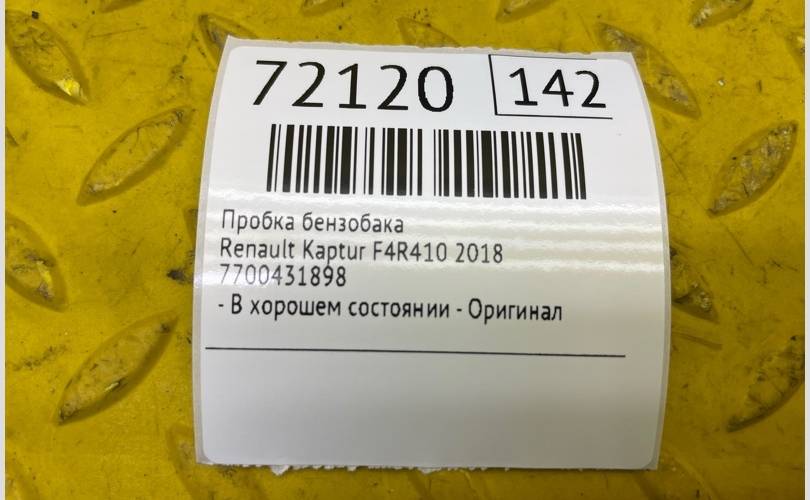 72120 142
Пробка бензобака
Renault Kaptur F4R410 2018
7700431898
- В хорошем состоянии - Оригинал